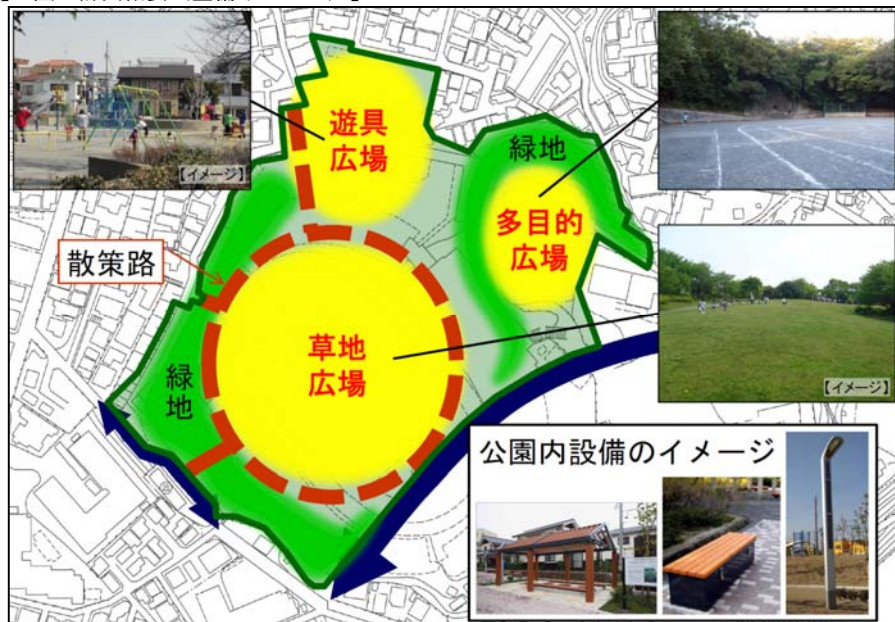 【イメージ】
遊具
広場
緑地
多目的
広場
散策路
草地
広場
緑地
【イメージ】
公園内設備のイメージ